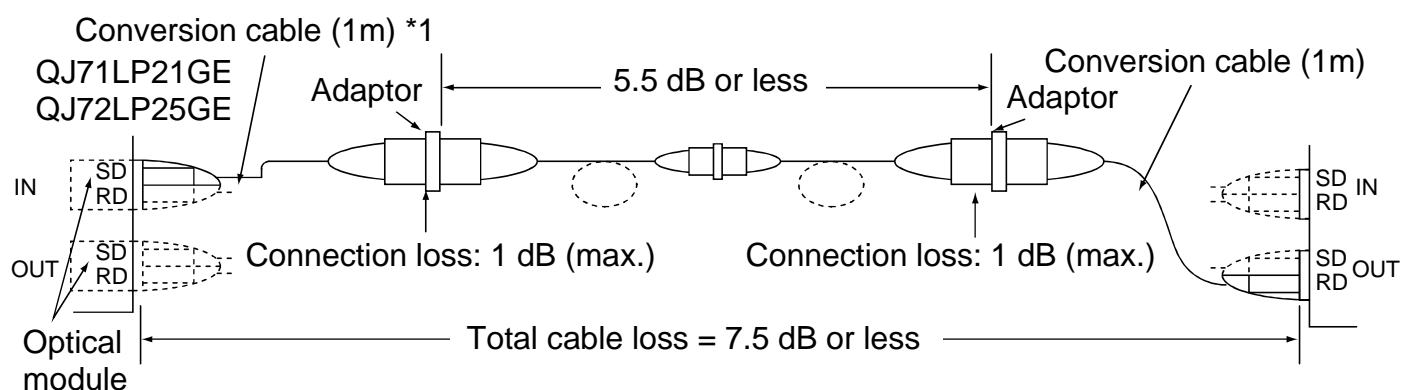 Conversion cable (1m) *1
QJ71LP21GE
QJ72LP25GE
Adaptor
5.5 dB or less
Conversion cable (1m)
Adaptor
IN
SD
RD
SD
RD
IN
OUT
SD
RD
Connection loss: 1 dB (max.)
Connection loss: 1 dB (max.)
SD
RD
OUT
Optical
module
Total cable loss = 7.5 dB or less